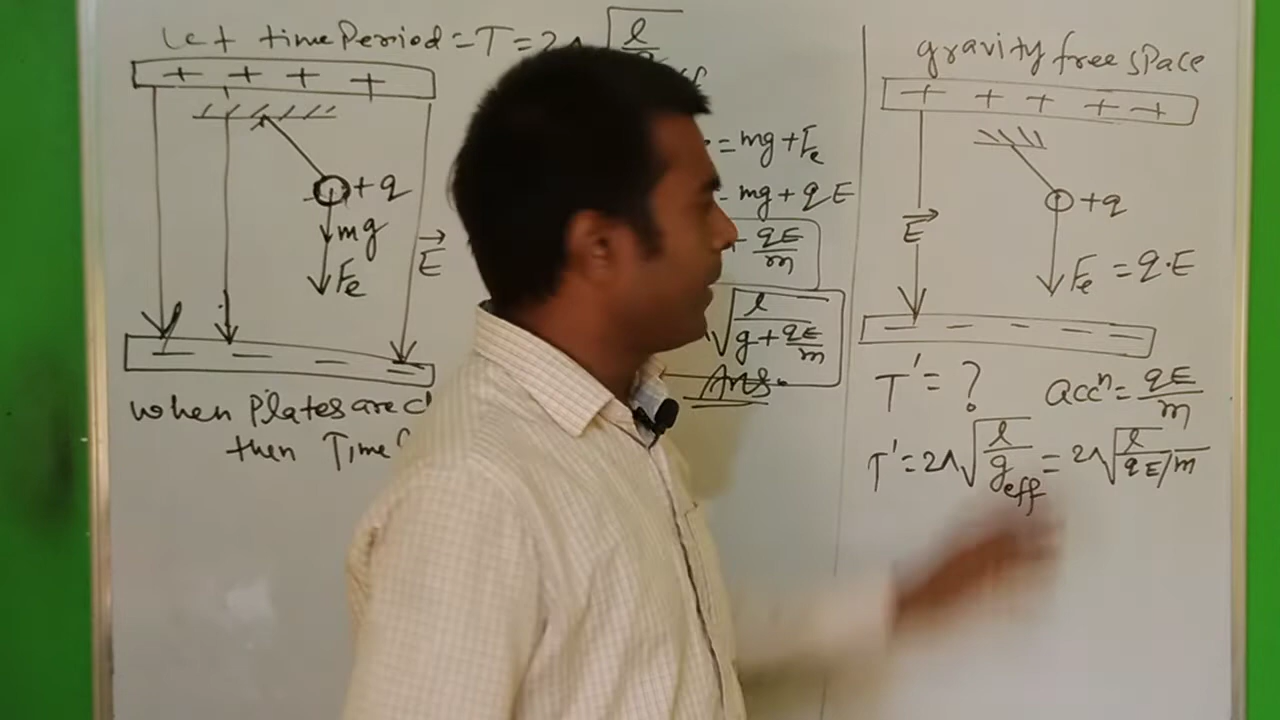 Let time Period = T = 2π √l
+ + + +
+q
mg
Fe
E→
- - - - -
when Plates are
then Time
= mg + Fe
= mg + qE
qE/m
√l/(g + qE/m)
Ans.
gravity free space
+ + + + +
+q
E→
Fe = q·E
- - - - -
T' = ? accⁿ = qE/m
T' = 2π√l/g_eff = 2π√l/(qE/m)